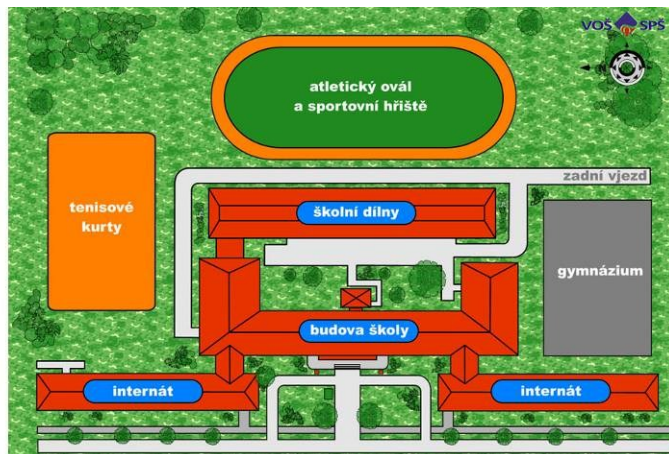 VOŠ SPŠ
N
atletický ovál
a sportovní hřiště
zadní vjezd
tenisové
kurty
školní dílny
gymnázium
budova školy
internát
internát